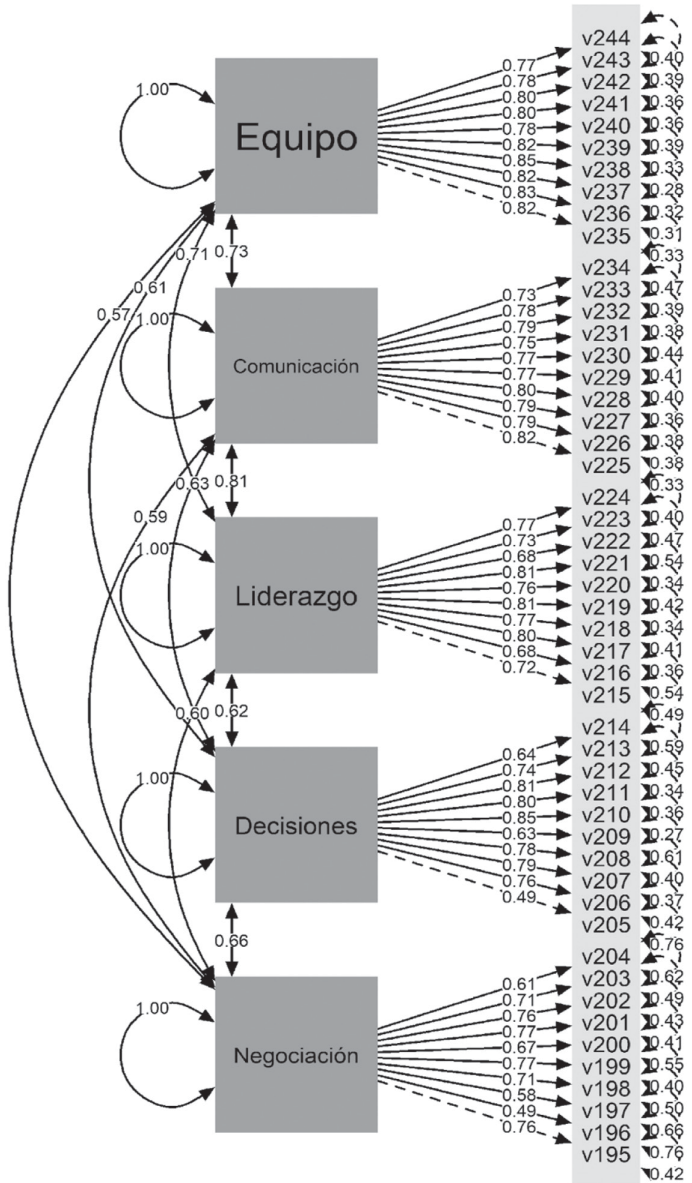 v244
0.77 v243 0.40
1.00 0.78 v242 0.39
0.80 v241 0.36
0.80
Equipo 0.78 v240 0.36
0.82 v239 0.39
0.85 v238 0.33
0.82 v237 0.28
0.83 v236 0.32
0.82 v235 0.31
0.71 0.73 0.33
0.61 v234
0.57 1.00 0.73 v233 0.47
0.78 v232 0.39
0.79 v231 0.38
0.75
Comunicación 0.77 v230 0.44
0.77 v229 0.41
0.80 v228 0.40
0.79 v227 0.36
0.79 v226 0.38
0.82 v225 0.38
0.63 0.81 0.33
0.59 v224
0.77 v223 0.40
1.00 0.73 v222 0.47
0.68 v221 0.54
0.81
Liderazgo 0.76 v220 0.34
0.81 v219 0.42
0.77 v218 0.34
0.80 v217 0.41
0.68 v216 0.36
0.72 v215 0.54
0.60 0.62 0.49
v214
0.64 v213 0.59
1.00 0.74 v212 0.45
0.81 v211 0.34
0.80
Decisiones 0.85 v210 0.36
0.63 v209 0.27
0.78 v208 0.61
0.79 v207 0.40
0.76 v206 0.37
0.49 v205 0.42
0.66 0.76
v204
0.61 v203 0.62
1.00 0.71 v202 0.49
0.76 v201 0.43
0.77
Negociación 0.67 v200 0.41
0.77 v199 0.55
0.71 v198 0.40
0.58 v197 0.50
0.49 v196 0.66
0.76 v195 0.76
0.42